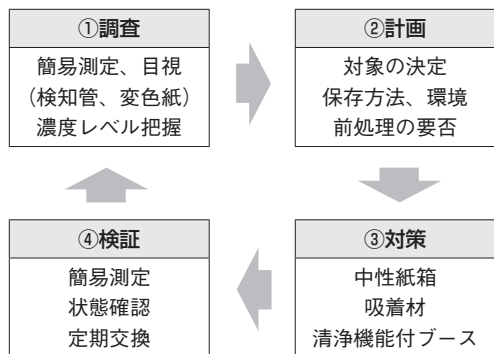 ①調査
簡易測定、目視
（検知管、変色紙）
濃度レベル把握
②計画
対象の決定
保存方法、環境
前処理の要否
③対策
中性紙箱
吸着材
清浄機能付ブース
④検証
簡易測定
状態確認
定期交換